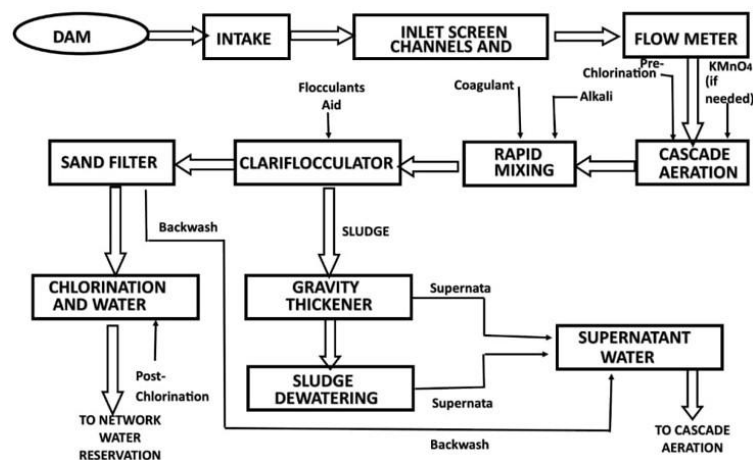 DAM
INTAKE
INLET SCREEN
CHANNELS AND
FLOW METER
Pre-
Chlorination
KMnO₄
(if
needed)
Flocculants
Aid
Coagulant
Alkali
SAND FILTER
CLARIFLOCCULATOR
RAPID
MIXING
CASCADE
AERATION
Backwash
SLUDGE
CHLORINATION
AND WATER
GRAVITY
THICKENER
Supernata
SUPERNATANT
WATER
Post-
Chlorination
SLUDGE
DEWATERING
Supernata
TO NETWORK
WATER
RESERVATION
Backwash
TO CASCADE
AERATION